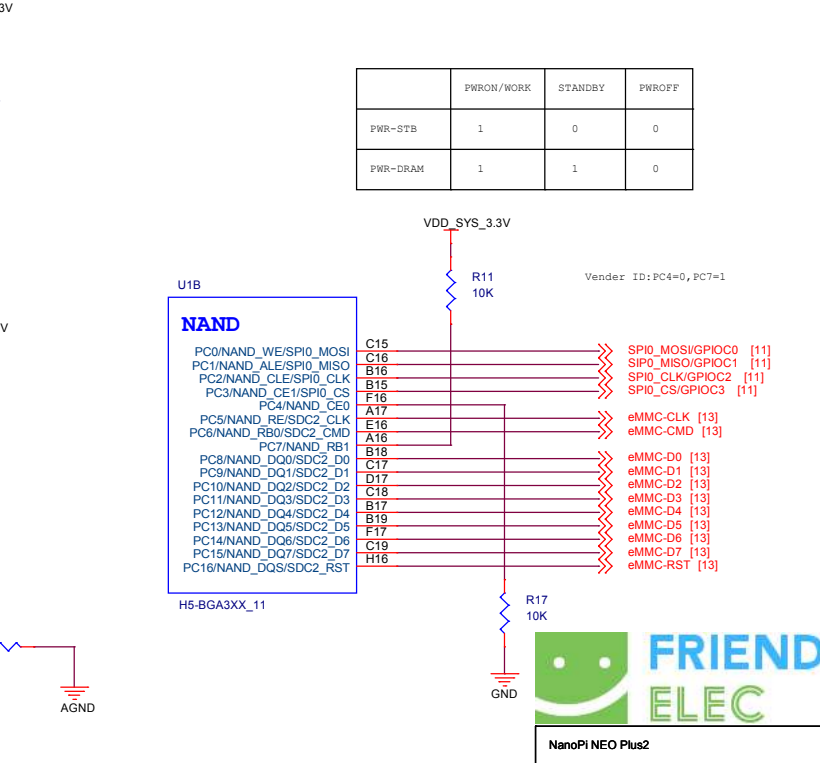 3V
PWRON/WORK STANDBY PWROFF
PWR-STB 1 0 0
PWR-DRAM 1 1 0
VDD_SYS_3.3V
R11
10K
Vender ID:PC4=0,PC7=1
U1B
V
NAND
PC0/NAND_WE/SPI0_MOSI C15 SPI0_MOSI/GPIOC0 [11]
PC1/NAND_ALE/SPI0_MISO C16 SIP0_MISO/GPIOC1 [11]
PC2/NAND_CLE/SPI0_CLK B16 SPI0_CLK/GPIOC2 [11]
PC3/NAND_CE1/SPI0_CS B15 SPI0_CS/GPIOC3 [11]
PC4/NAND_CE0 F16
PC5/NAND_RE/SDC2_CLK A17 eMMC-CLK [13]
PC6/NAND_RB0/SDC2_CMD E16 eMMC-CMD [13]
PC7/NAND_RB1 A16
PC8/NAND_DQ0/SDC2_D0 B18 eMMC-D0 [13]
PC9/NAND_DQ1/SDC2_D1 C17 eMMC-D1 [13]
PC10/NAND_DQ2/SDC2_D2 D17 eMMC-D2 [13]
PC11/NAND_DQ3/SDC2_D3 C18 eMMC-D3 [13]
PC12/NAND_DQ4/SDC2_D4 B17 eMMC-D4 [13]
PC13/NAND_DQ5/SDC2_D5 B19 eMMC-D5 [13]
PC14/NAND_DQ6/SDC2_D6 F17 eMMC-D6 [13]
PC15/NAND_DQ7/SDC2_D7 C19 eMMC-D7 [13]
PC16/NAND_DQS/SDC2_RST H16 eMMC-RST [13]
H5-BGA3XX_11
R17
10K
GND
AGND
FRIEND
ELEC
NanoPi NEO Plus2